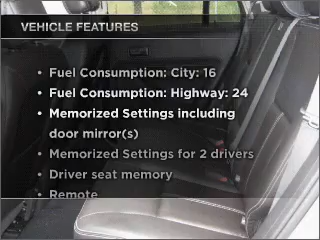 VEHICLE FEATURES
• Fuel Consumption: City: 16
• Fuel Consumption: Highway: 24
• Memorized Settings including
door mirror(s)
• Memorized Settings for 2 drivers
• Driver seat memory
• Remote